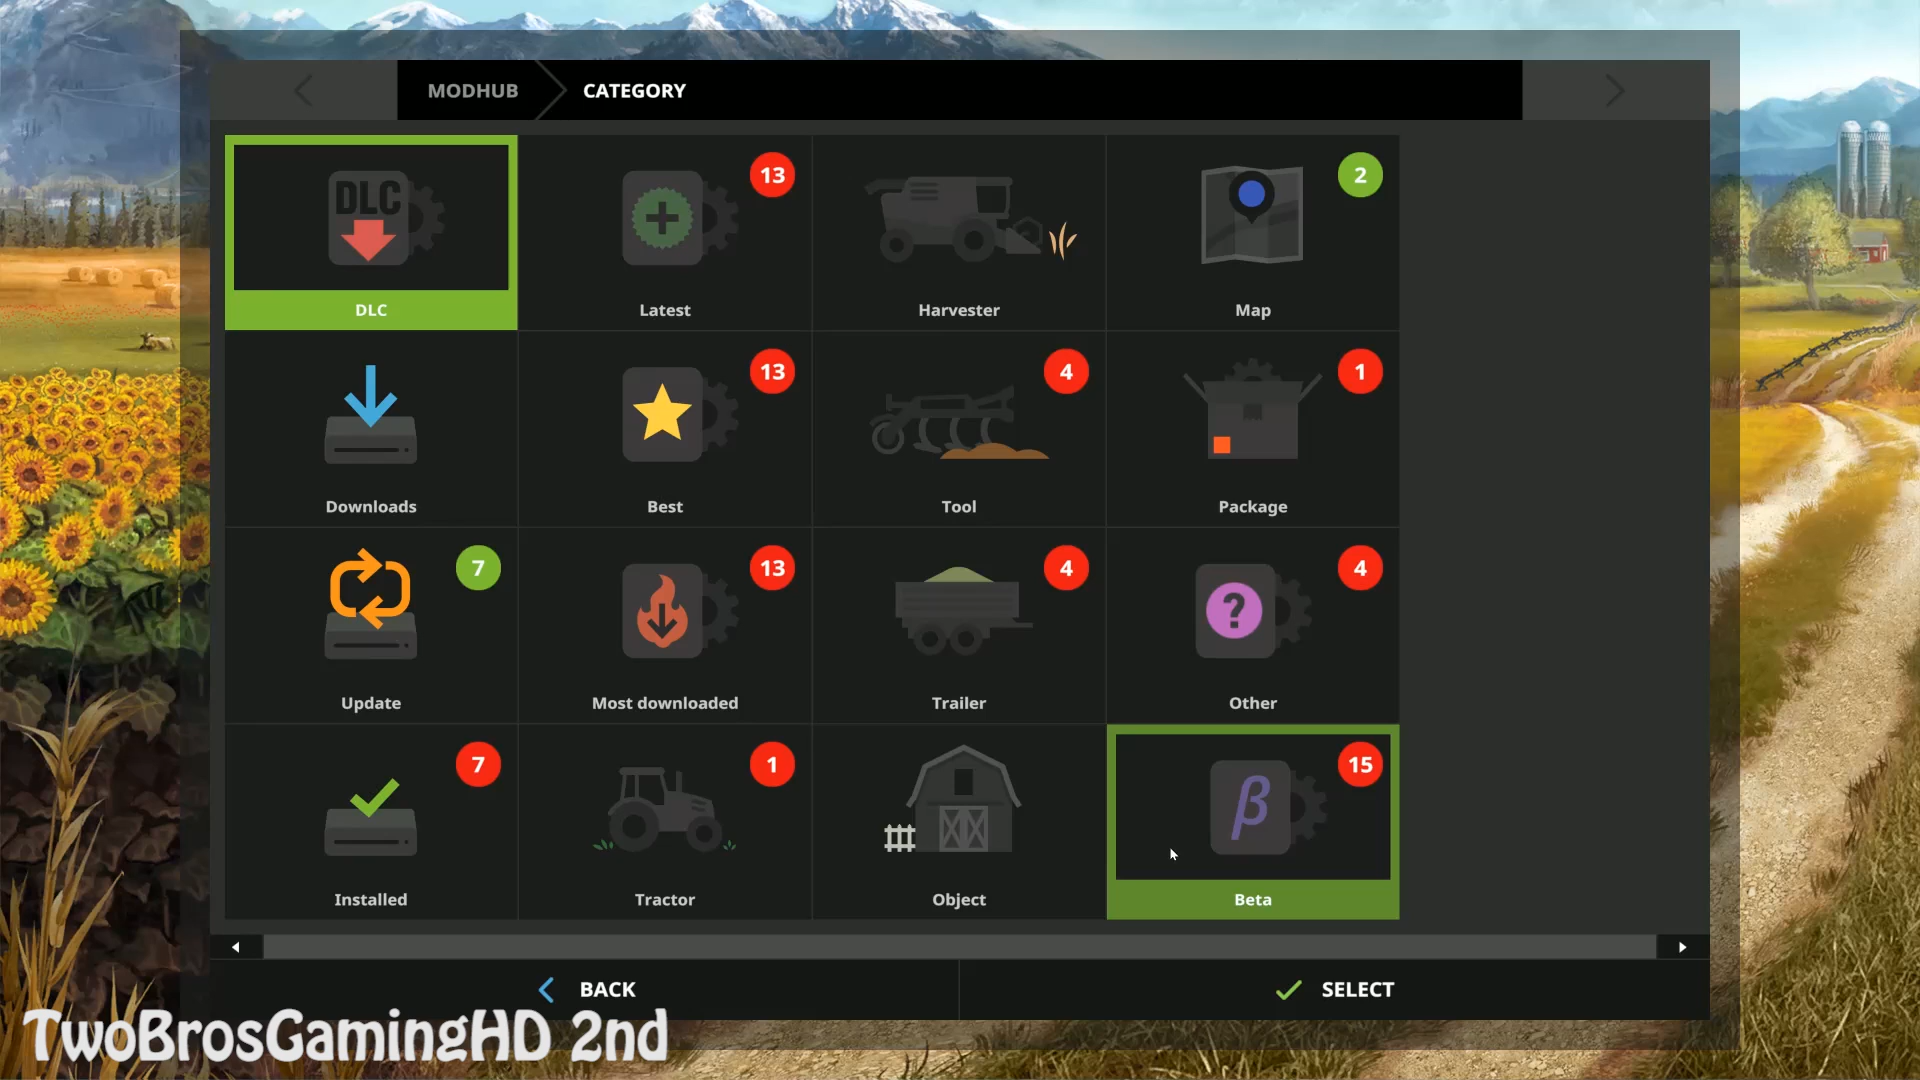 MODHUB CATEGORY
DLC
DLC
13
Latest
Harvester
2
Map
Downloads
13
Best
4
Tool
1
Package
7
Update
13
Most downloaded
4
Trailer
?
4
Other
7
Installed
1
Tractor
Object
β
15
Beta
BACK
SELECT
TwoBrosGamingHD 2nd